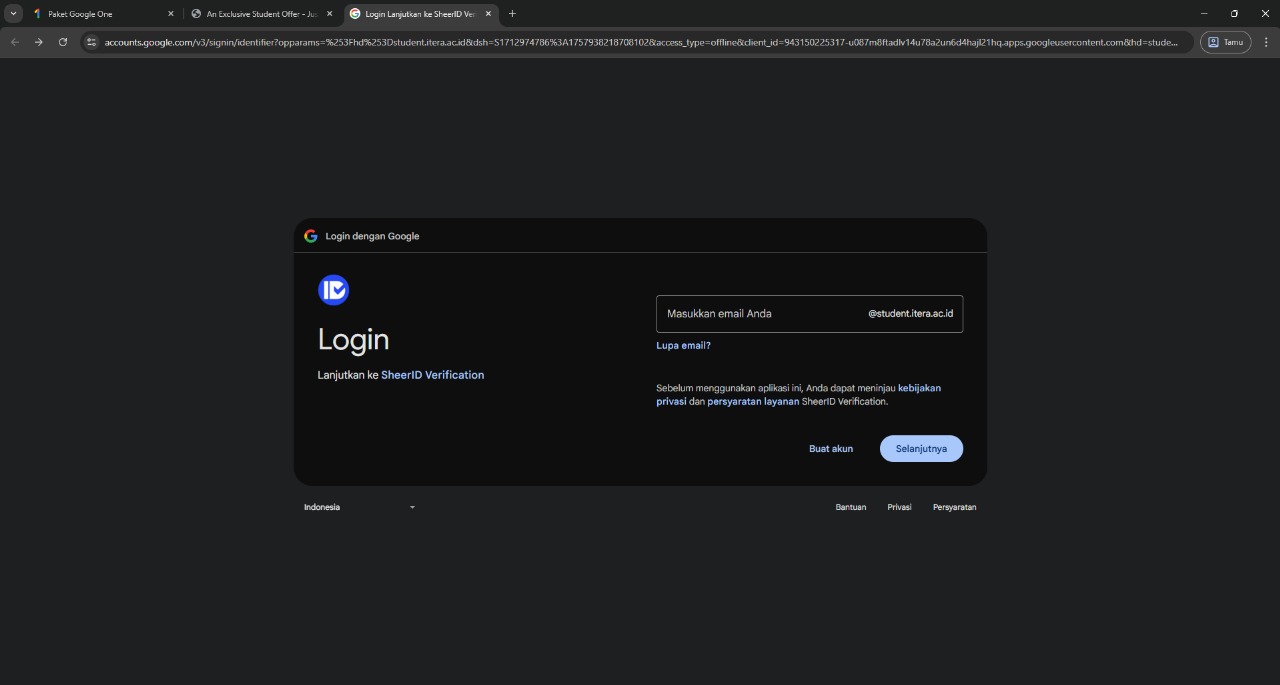 Paket Google One
An Exclusive Student Offer - Jus
Login Lanjutkan ke SheerID Ver
accounts.google.com/v3/signin/identifier?opparams=%253Fhd%253Dstudent.itera.ac.id&dsh=S1712974786%3A1757938218708102&access_type=offline&client_id=943150225317-u087m8ftadlv14u78a2un6d4hajl21hq.apps.googleusercontent.com&hd=stude...
Tamu
Login dengan Google
Login
Lanjutkan ke SheerID Verification
Masukkan email Anda
@student.itera.ac.id
Lupa email?
Sebelum menggunakan aplikasi ini, Anda dapat meninjau kebijakan
privasi dan persyaratan layanan SheerID Verification.
Buat akun
Selanjutnya
Indonesia
Bantuan
Privasi
Persyaratan